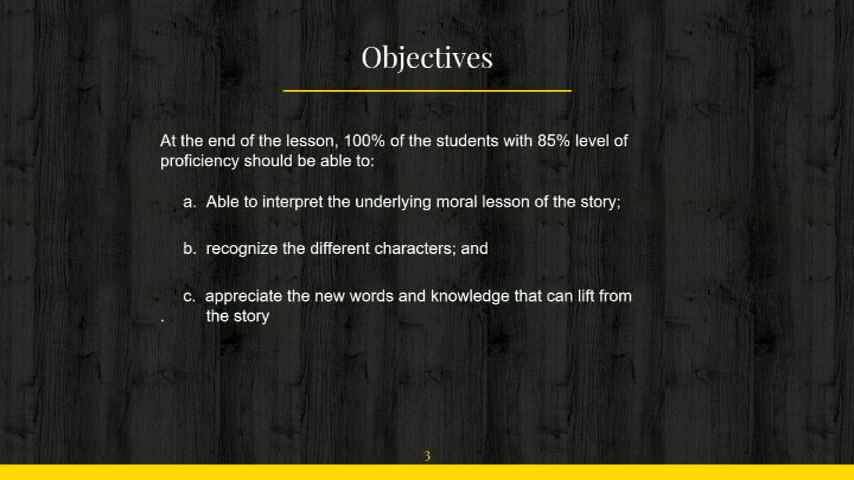 Objectives
At the end of the lesson, 100% of the students with 85% level of
proficiency should be able to:
a. Able to interpret the underlying moral lesson of the story;
b. recognize the different characters; and
c. appreciate the new words and knowledge that can lift from
. the story
3